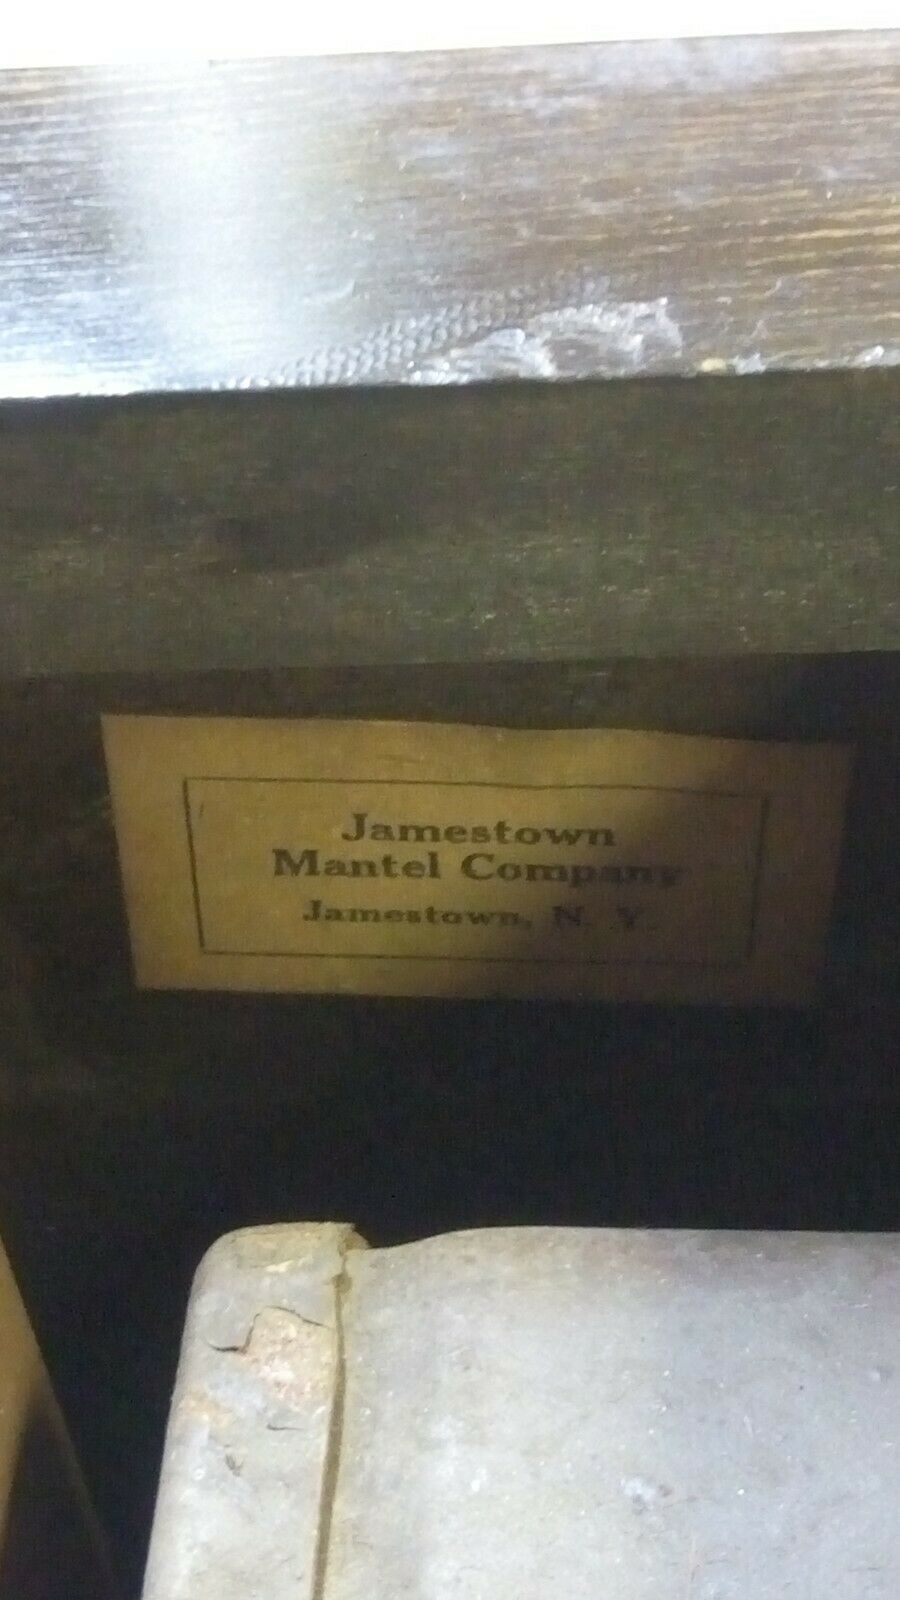 Jamestown
Mantel Company
Jamestown, N. Y.